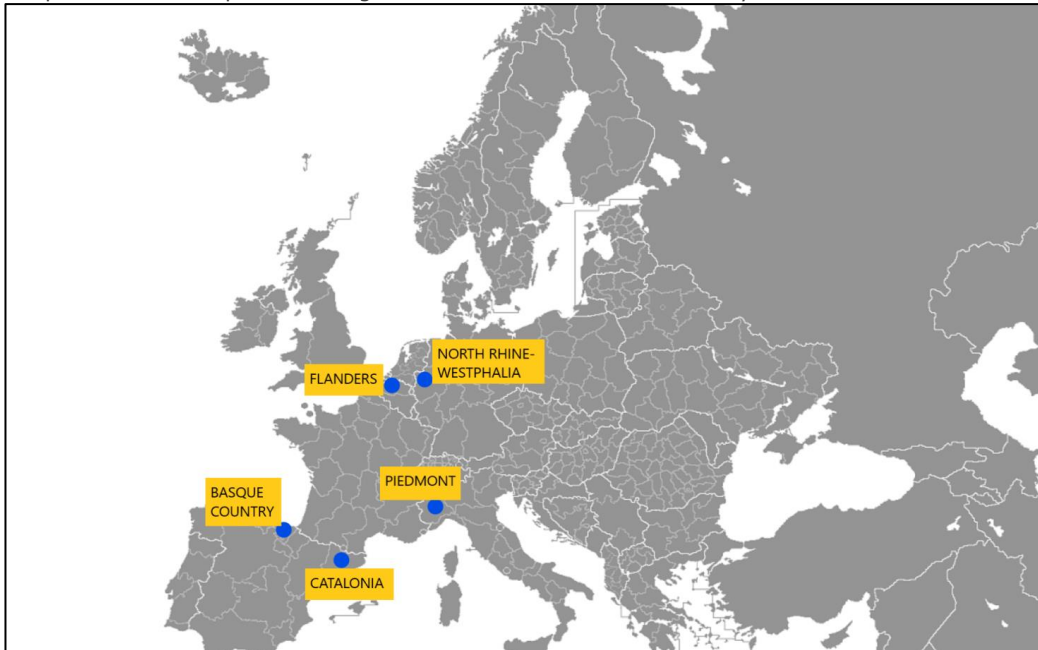 NORTH RHINE-
WESTPHALIA
FLANDERS
PIEDMONT
BASQUE
COUNTRY
CATALONIA